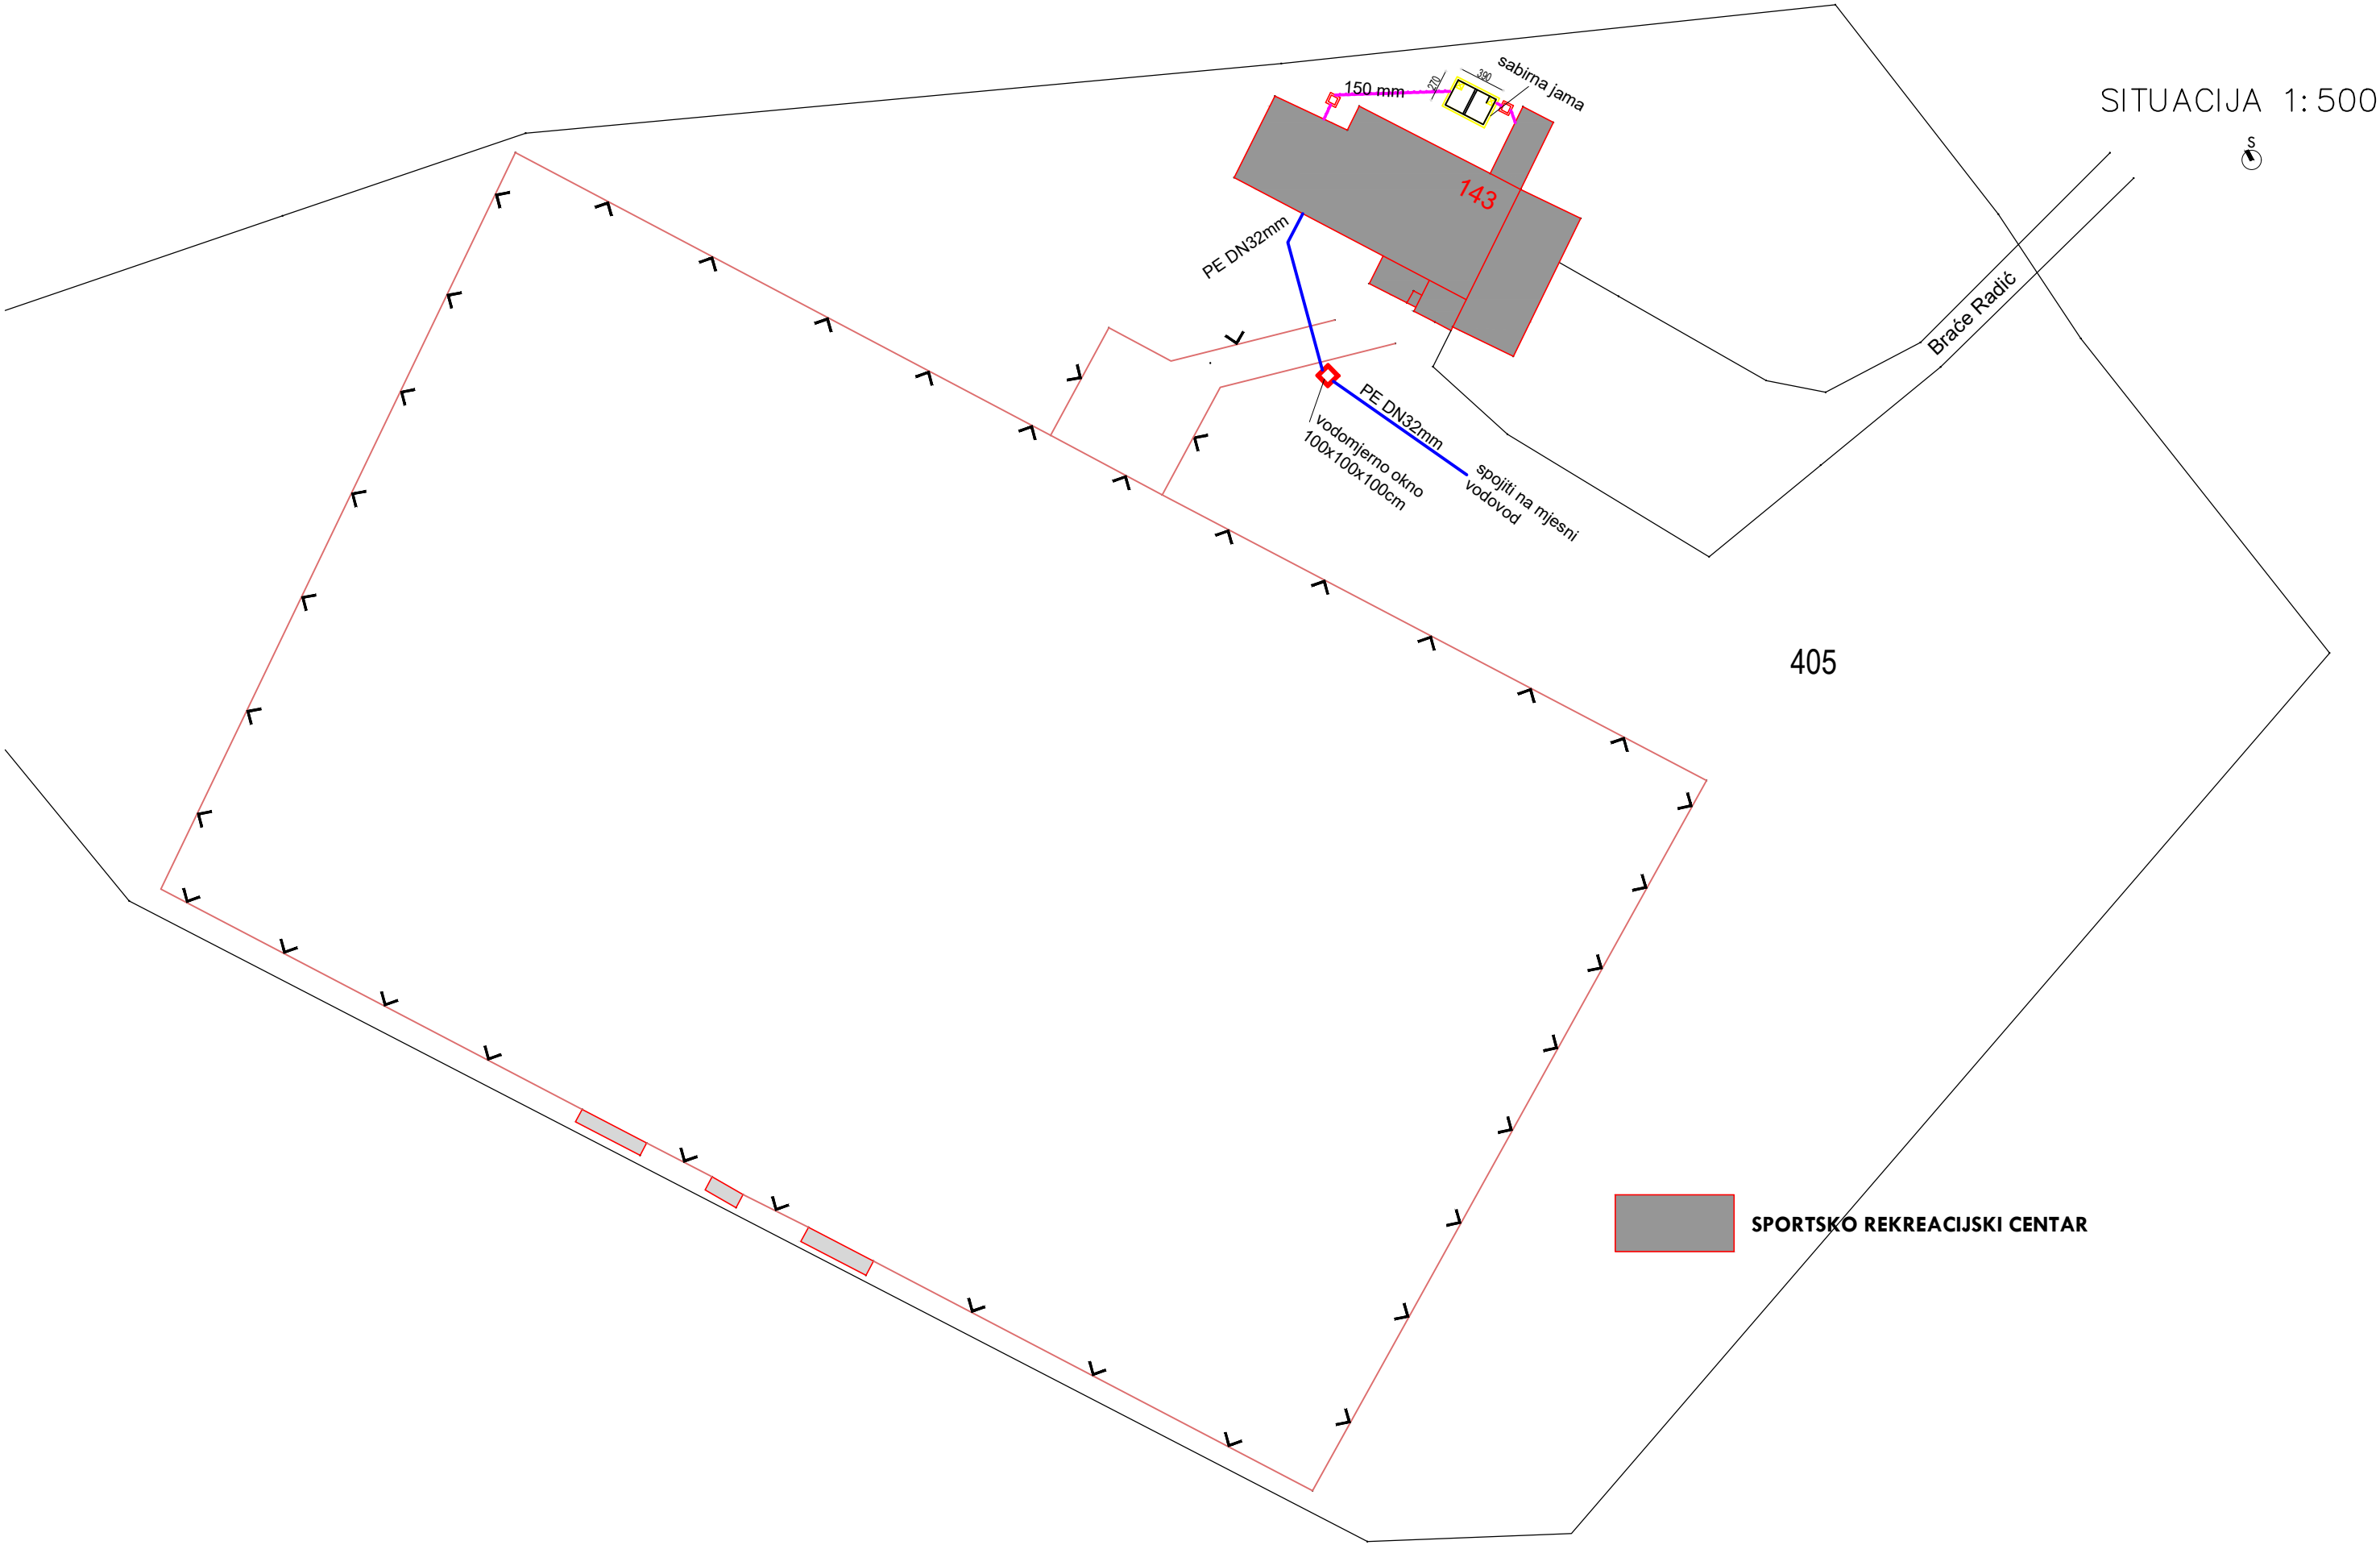 SITUACIJA 1:500
S
sabirna jama
390
270
150 mm
143
PE DN32mm
Braće Radić
PE DN32mm
vodomjerno okno
100x100x100cm
spojiti na mjesni
vodovod
405
SPORTSKO REKREACIJSKI CENTAR